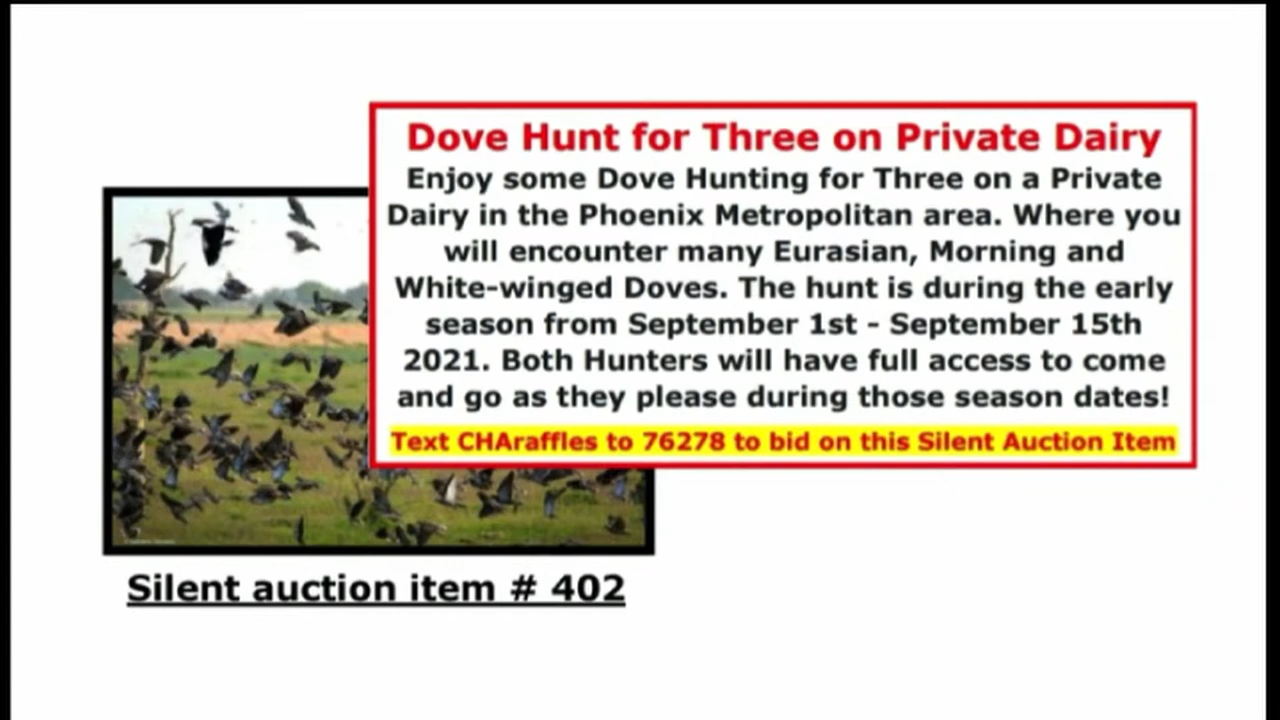 Dove Hunt for Three on Private Dairy
Enjoy some Dove Hunting for Three on a Private
Dairy in the Phoenix Metropolitan area. Where you
will encounter many Eurasian, Morning and
White-winged Doves. The hunt is during the early
season from September 1st - September 15th
2021. Both Hunters will have full access to come
and go as they please during those season dates!
Text CHAraffles to 76278 to bid on this Silent Auction Item
Silent auction item # 402